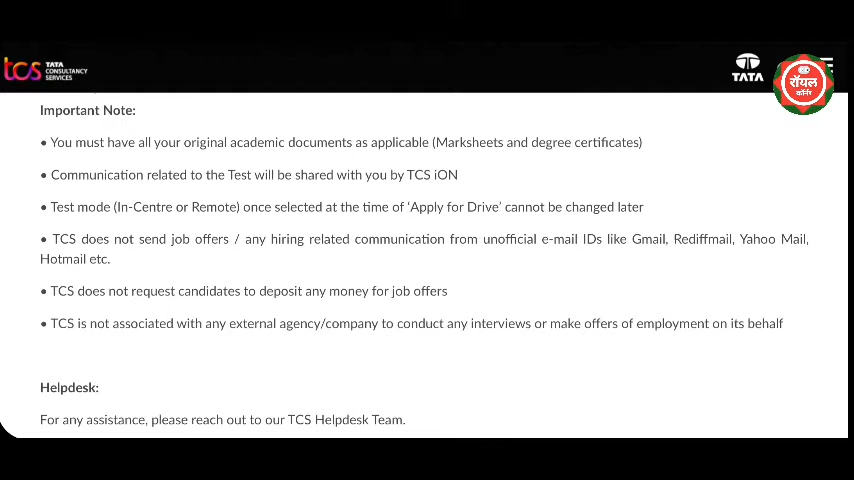 tcs TATA
CONSULTANCY
SERVICES
TATA
रॉयल
कॉर्नर
Important Note:
• You must have all your original academic documents as applicable (Marksheets and degree certificates)
• Communication related to the Test will be shared with you by TCS iON
• Test mode (In-Centre or Remote) once selected at the time of ‘Apply for Drive’ cannot be changed later
• TCS does not send job offers / any hiring related communication from unofficial e-mail IDs like Gmail, Rediffmail, Yahoo Mail,
Hotmail etc.
• TCS does not request candidates to deposit any money for job offers
• TCS is not associated with any external agency/company to conduct any interviews or make offers of employment on its behalf
Helpdesk:
For any assistance, please reach out to our TCS Helpdesk Team.